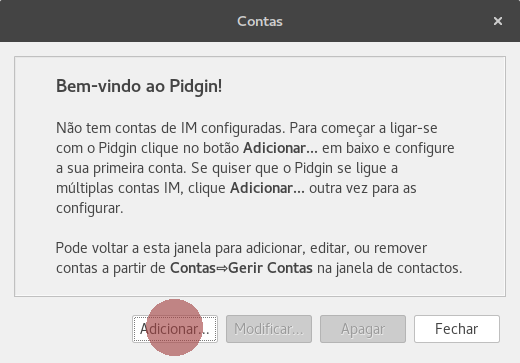 Contas
Bem-vindo ao Pidgin!
Não tem contas de IM configuradas. Para começar a ligar-se
com o Pidgin clique no botão Adicionar... em baixo e configure
a sua primeira conta. Se quiser que o Pidgin se ligue a
múltiplas contas IM, clique Adicionar... outra vez para as
configurar.
Pode voltar a esta janela para adicionar, editar, ou remover
contas a partir de Contas⇨Gerir Contas na janela de contactos.
Adicionar... Modificar... Apagar Fechar